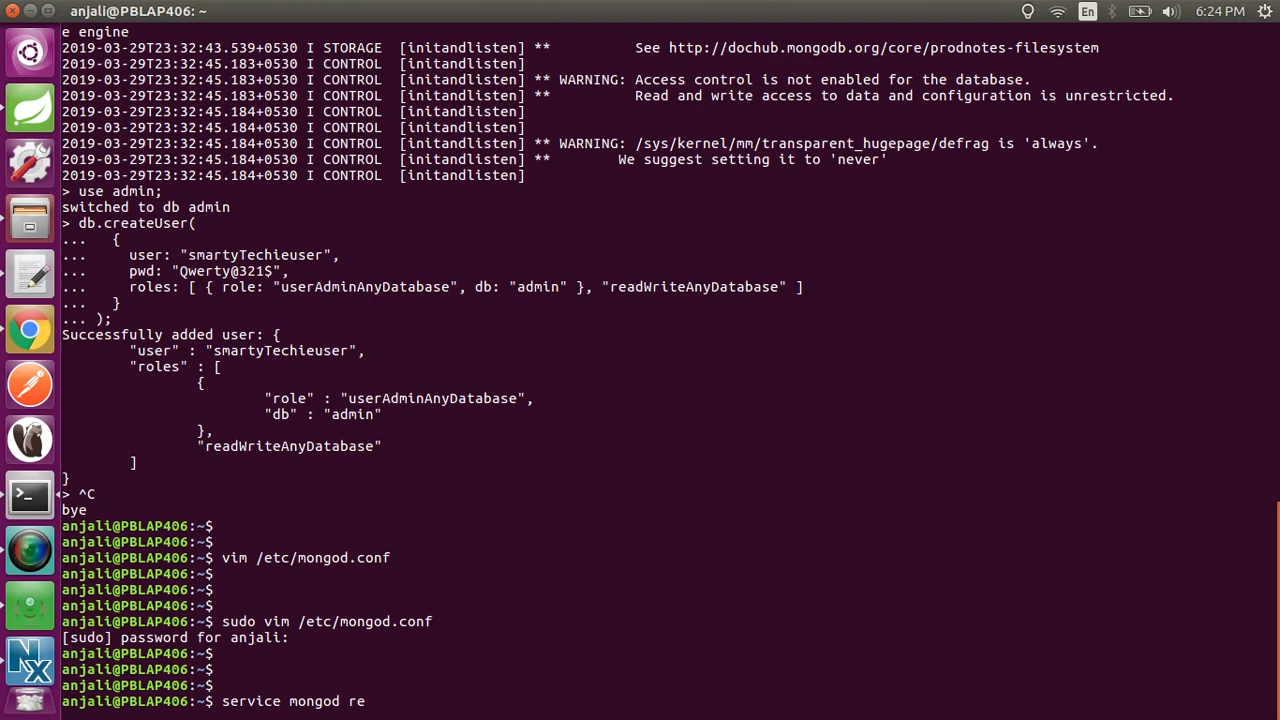 anjali@PBLAP406: ~
En
6:24 PM
e engine
2019-03-29T23:32:43.539+0530 I STORAGE  [initandlisten] **          See http://dochub.mongodb.org/core/prodnotes-filesystem
2019-03-29T23:32:45.183+0530 I CONTROL  [initandlisten]
2019-03-29T23:32:45.183+0530 I CONTROL  [initandlisten] ** WARNING: Access control is not enabled for the database.
2019-03-29T23:32:45.183+0530 I CONTROL  [initandlisten] **          Read and write access to data and configuration is unrestricted.
2019-03-29T23:32:45.184+0530 I CONTROL  [initandlisten]
2019-03-29T23:32:45.184+0530 I CONTROL  [initandlisten]
2019-03-29T23:32:45.184+0530 I CONTROL  [initandlisten] ** WARNING: /sys/kernel/mm/transparent_hugepage/defrag is 'always'.
2019-03-29T23:32:45.184+0530 I CONTROL  [initandlisten] **        We suggest setting it to 'never'
2019-03-29T23:32:45.184+0530 I CONTROL  [initandlisten]
> use admin;
switched to db admin
> db.createUser(
...   {
...     user: "smartyTechieuser",
...     pwd: "Qwerty@321$",
...     roles: [ { role: "userAdminAnyDatabase", db: "admin" }, "readWriteAnyDatabase" ]
...   }
... );
Successfully added user: {
        "user" : "smartyTechieuser",
        "roles" : [
                {
                        "role" : "userAdminAnyDatabase",
                        "db" : "admin"
                },
                "readWriteAnyDatabase"
        ]
}
> ^C
bye
anjali@PBLAP406:~$
anjali@PBLAP406:~$
anjali@PBLAP406:~$ vim /etc/mongod.conf
anjali@PBLAP406:~$
anjali@PBLAP406:~$
anjali@PBLAP406:~$
anjali@PBLAP406:~$ sudo vim /etc/mongod.conf
[sudo] password for anjali:
anjali@PBLAP406:~$
anjali@PBLAP406:~$
anjali@PBLAP406:~$
anjali@PBLAP406:~$ service mongod re